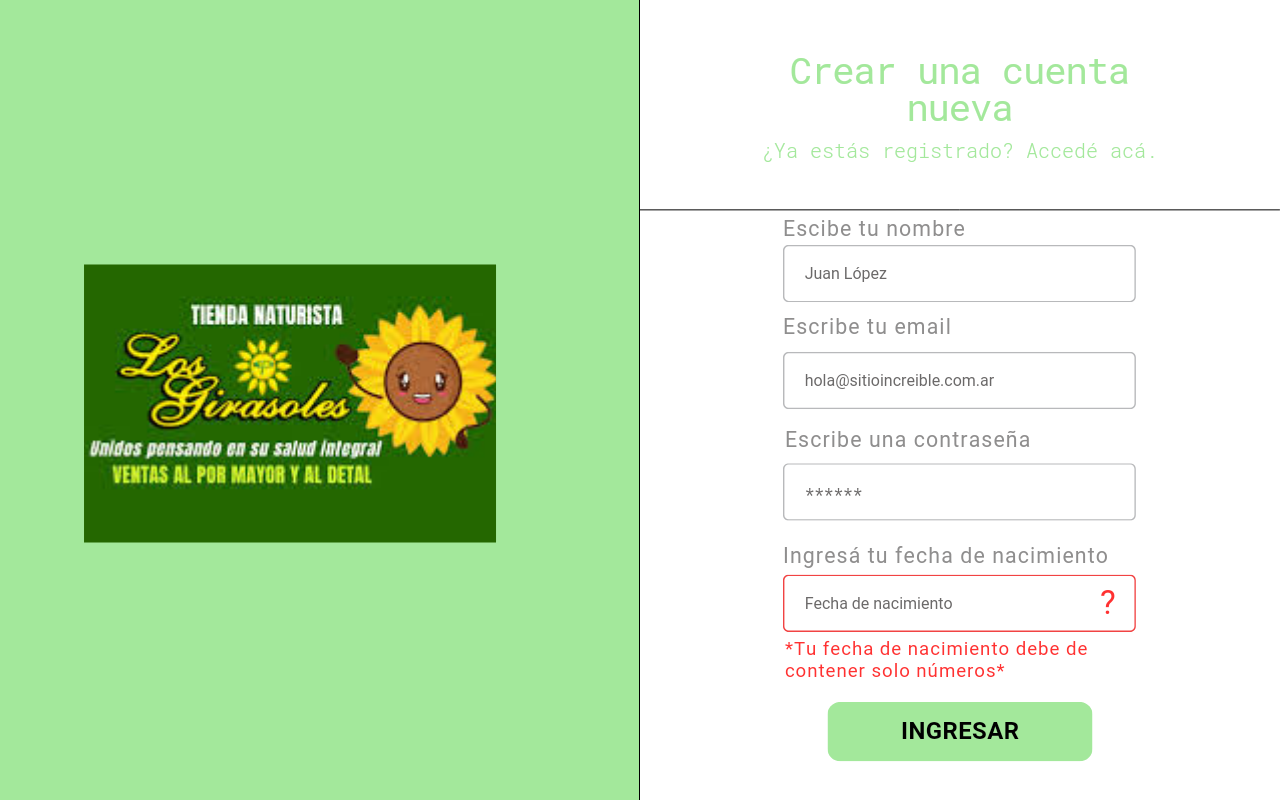 TIENDA NATURISTA
Los
Girasoles
Unidos pensando en su salud integral
VENTAS AL POR MAYOR Y AL DETAL
Crear una cuenta
nueva
¿Ya estás registrado? Accedé acá.
Escibe tu nombre
Juan López
Escribe tu email
hola@sitioincreible.com.ar
Escribe una contraseña
******
Ingresá tu fecha de nacimiento
Fecha de nacimiento ?
*Tu fecha de nacimiento debe de
contener solo números*
INGRESAR